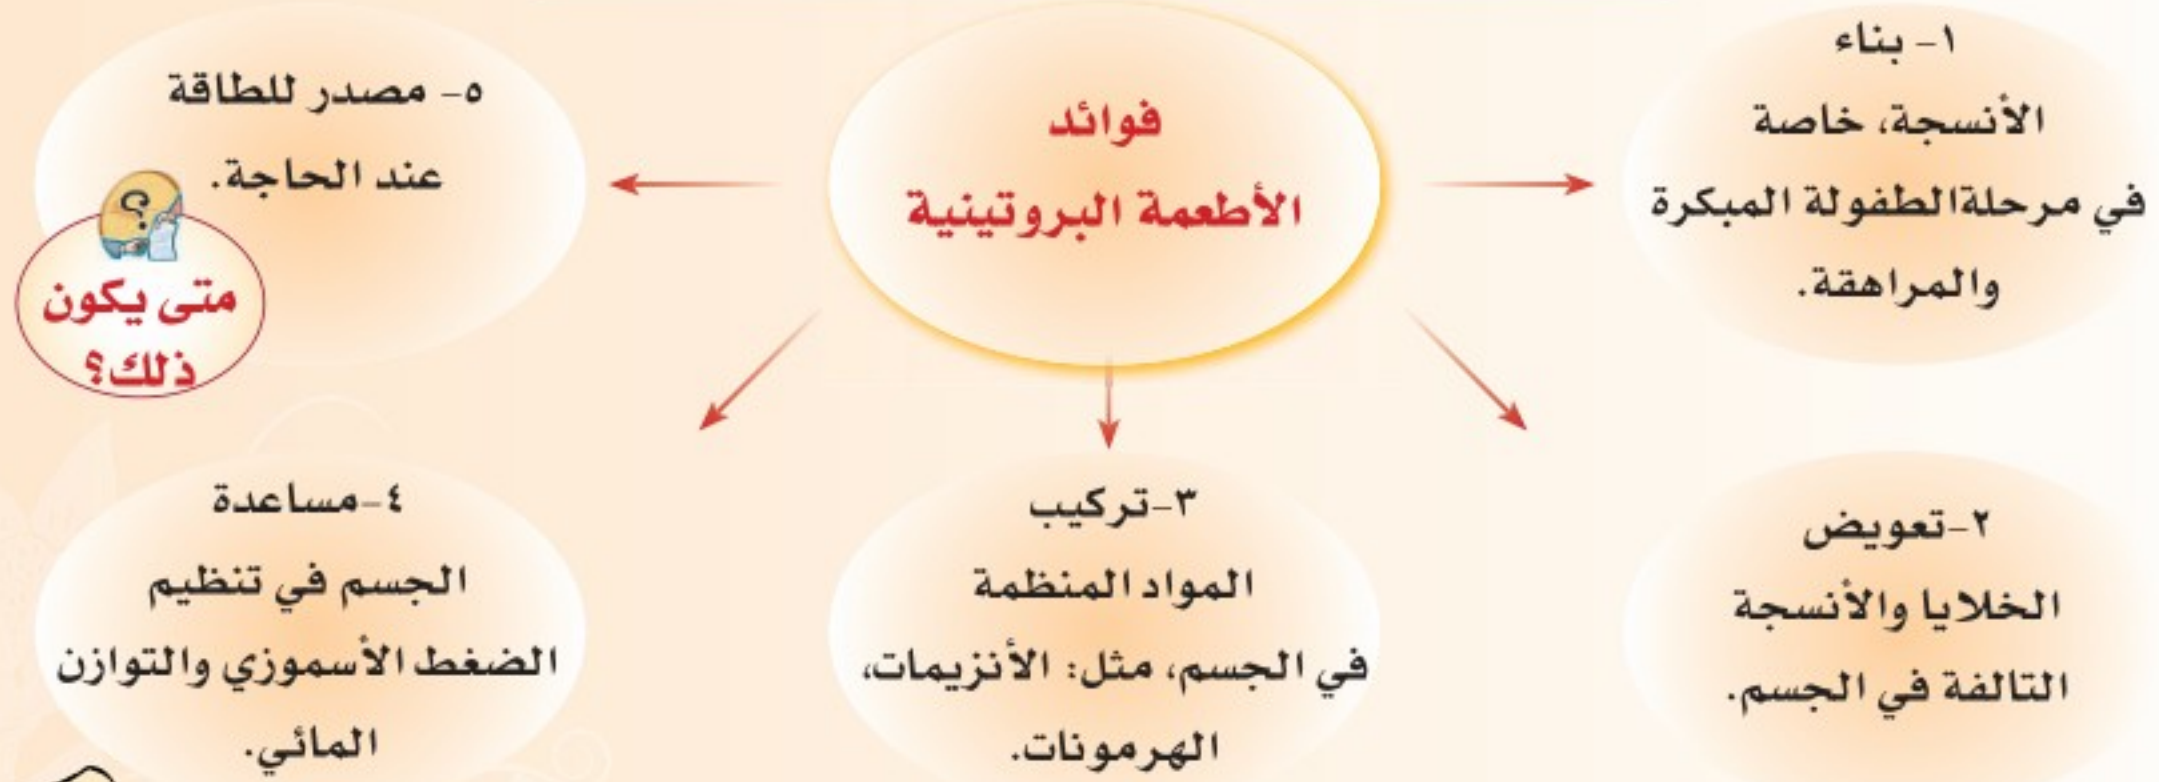 فوائد
الأطعمة البروتينية
١- بناء
الأنسجة، خاصة
في مرحلةالطفولة المبكرة
والمراهقة.
٢-تعويض
الخلايا والأنسجة
التالفة في الجسم.
٣-تركيب
المواد المنظمة
في الجسم، مثل: الأنزيمات،
الهرمونات.
٤-مساعدة
الجسم في تنظيم
الضغط الأسموزي والتوازن
المائي.
٥- مصدر للطاقة
عند الحاجة.
؟
متى يكون
ذلك؟